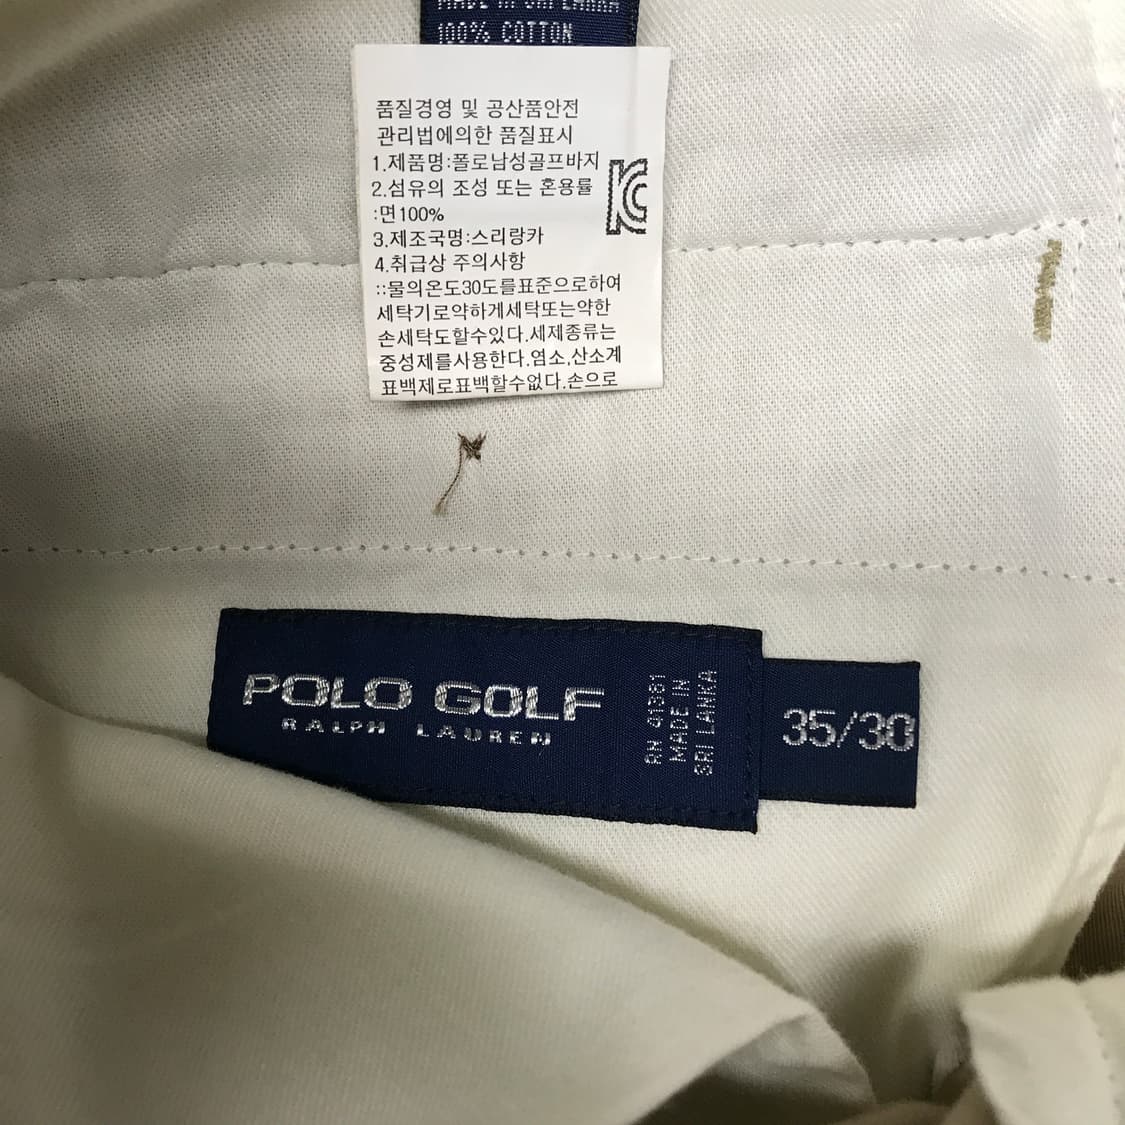 MADE IN SRI LANKA
100% COTTON
품질경영 및 공산품안전
관리법에의한 품질표시
1.제품명:폴로남성골프바지
2.섬유의 조성 또는 혼용률
:면100%
3.제조국명:스리랑카
4.취급상 주의사항
::물의온도30도를표준으로하여
세탁기로약하게세탁또는약한
손세탁도할수있다.세제종류는
중성제를사용한다.염소,산소계
표백제로표백할수없다.손으로
POLO GOLF
RALPH LAUREN
RN 41381
MADE IN
SRI LANKA
35/30